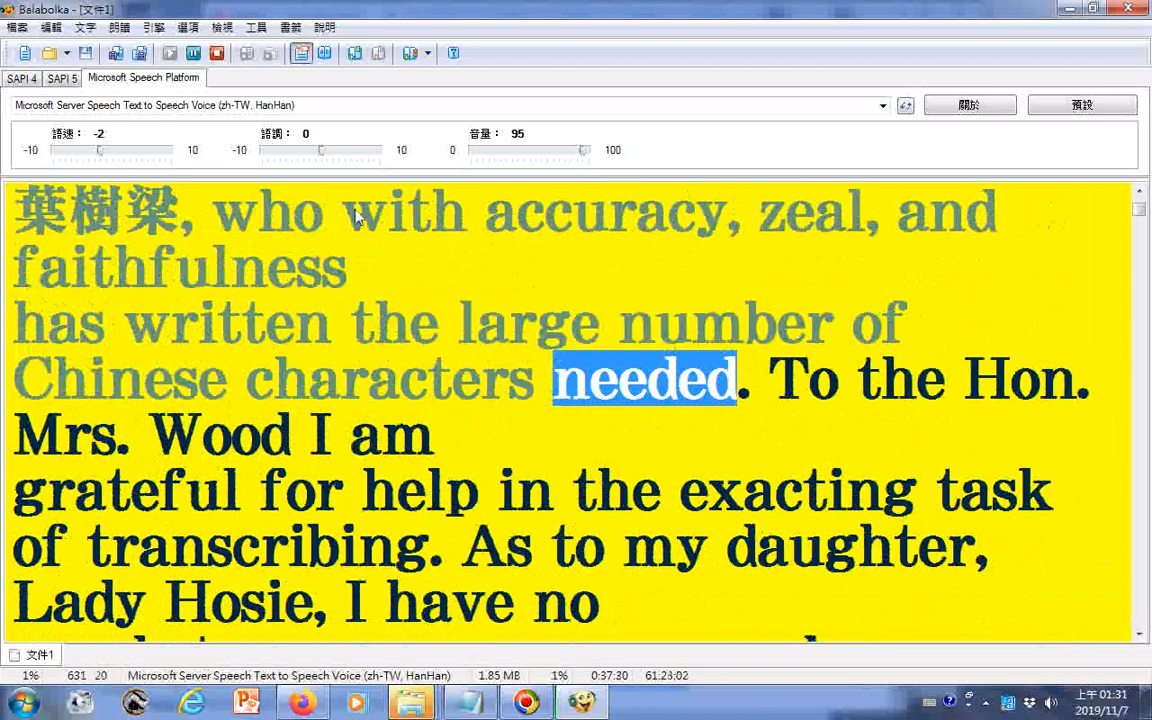 Balabolka - [文件1]
檔案 編輯 文字 朗讀 引擎 選項 檢視 工具 書籤 說明
SAPI 4 SAPI 5 Microsoft Speech Platform
Microsoft Server Speech Text to Speech Voice (zh-TW, HanHan) 關於 預設
語速： -2 語調： 0 音量： 95
-10 10 -10 10 0 100
葉樹梁, who with accuracy, zeal, and
faithfulness
has written the large number of
Chinese characters needed. To the Hon.
Mrs. Wood I am
grateful for help in the exacting task
of transcribing. As to my daughter,
Lady Hosie, I have no
文件1
1% 631 20 Microsoft Server Speech Text to Speech Voice (zh-TW, HanHan) 1.85 MB 1% 0:37:30 61:23:02
上午 01:31
2019/11/7